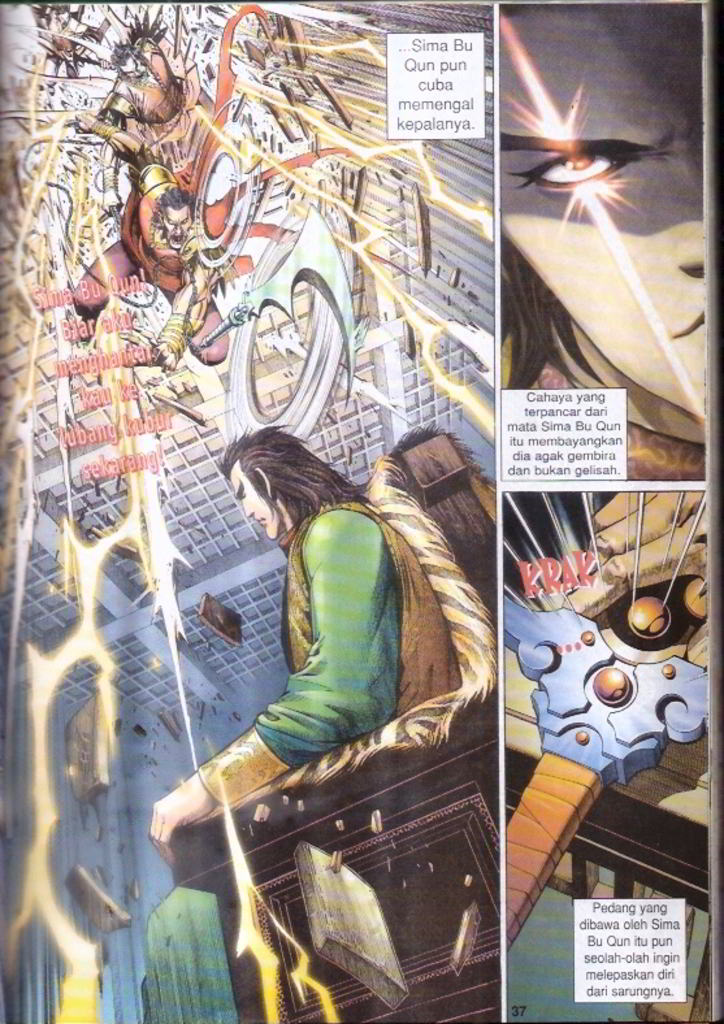 ...Sima Bu
Qun pun
cuba
memengal
kepalanya.
Sima Bu Qun!
Biar aku
menghantar
kau ke
lubang kubur
sekarang!
Cahaya yang
terpancar dari
mata Sima Bu Qun
itu membayangkan
dia agak gembira
dan bukan gelisah.
KRAK
Pedang yang
dibawa oleh Sima
Bu Qun itu pun
seolah-olah ingin
melepaskan diri
dari sarungnya.
37